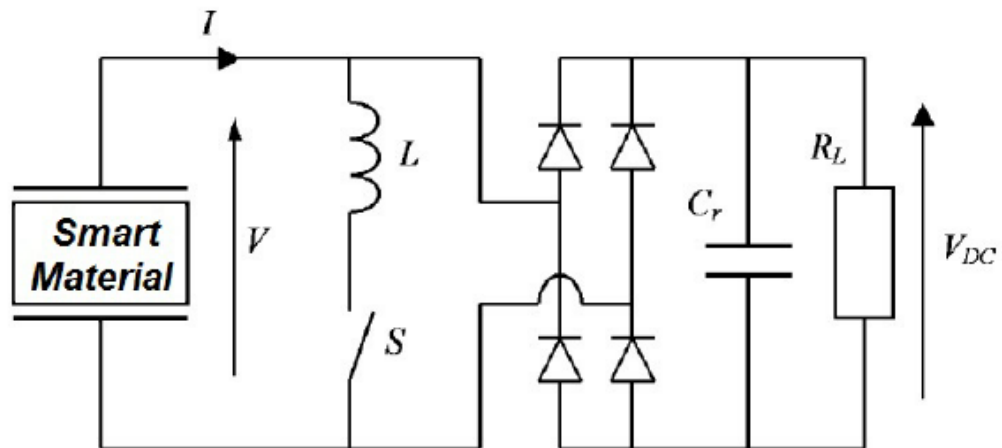 I
L
R_L
C_r
Smart
Material
V
V_DC
S